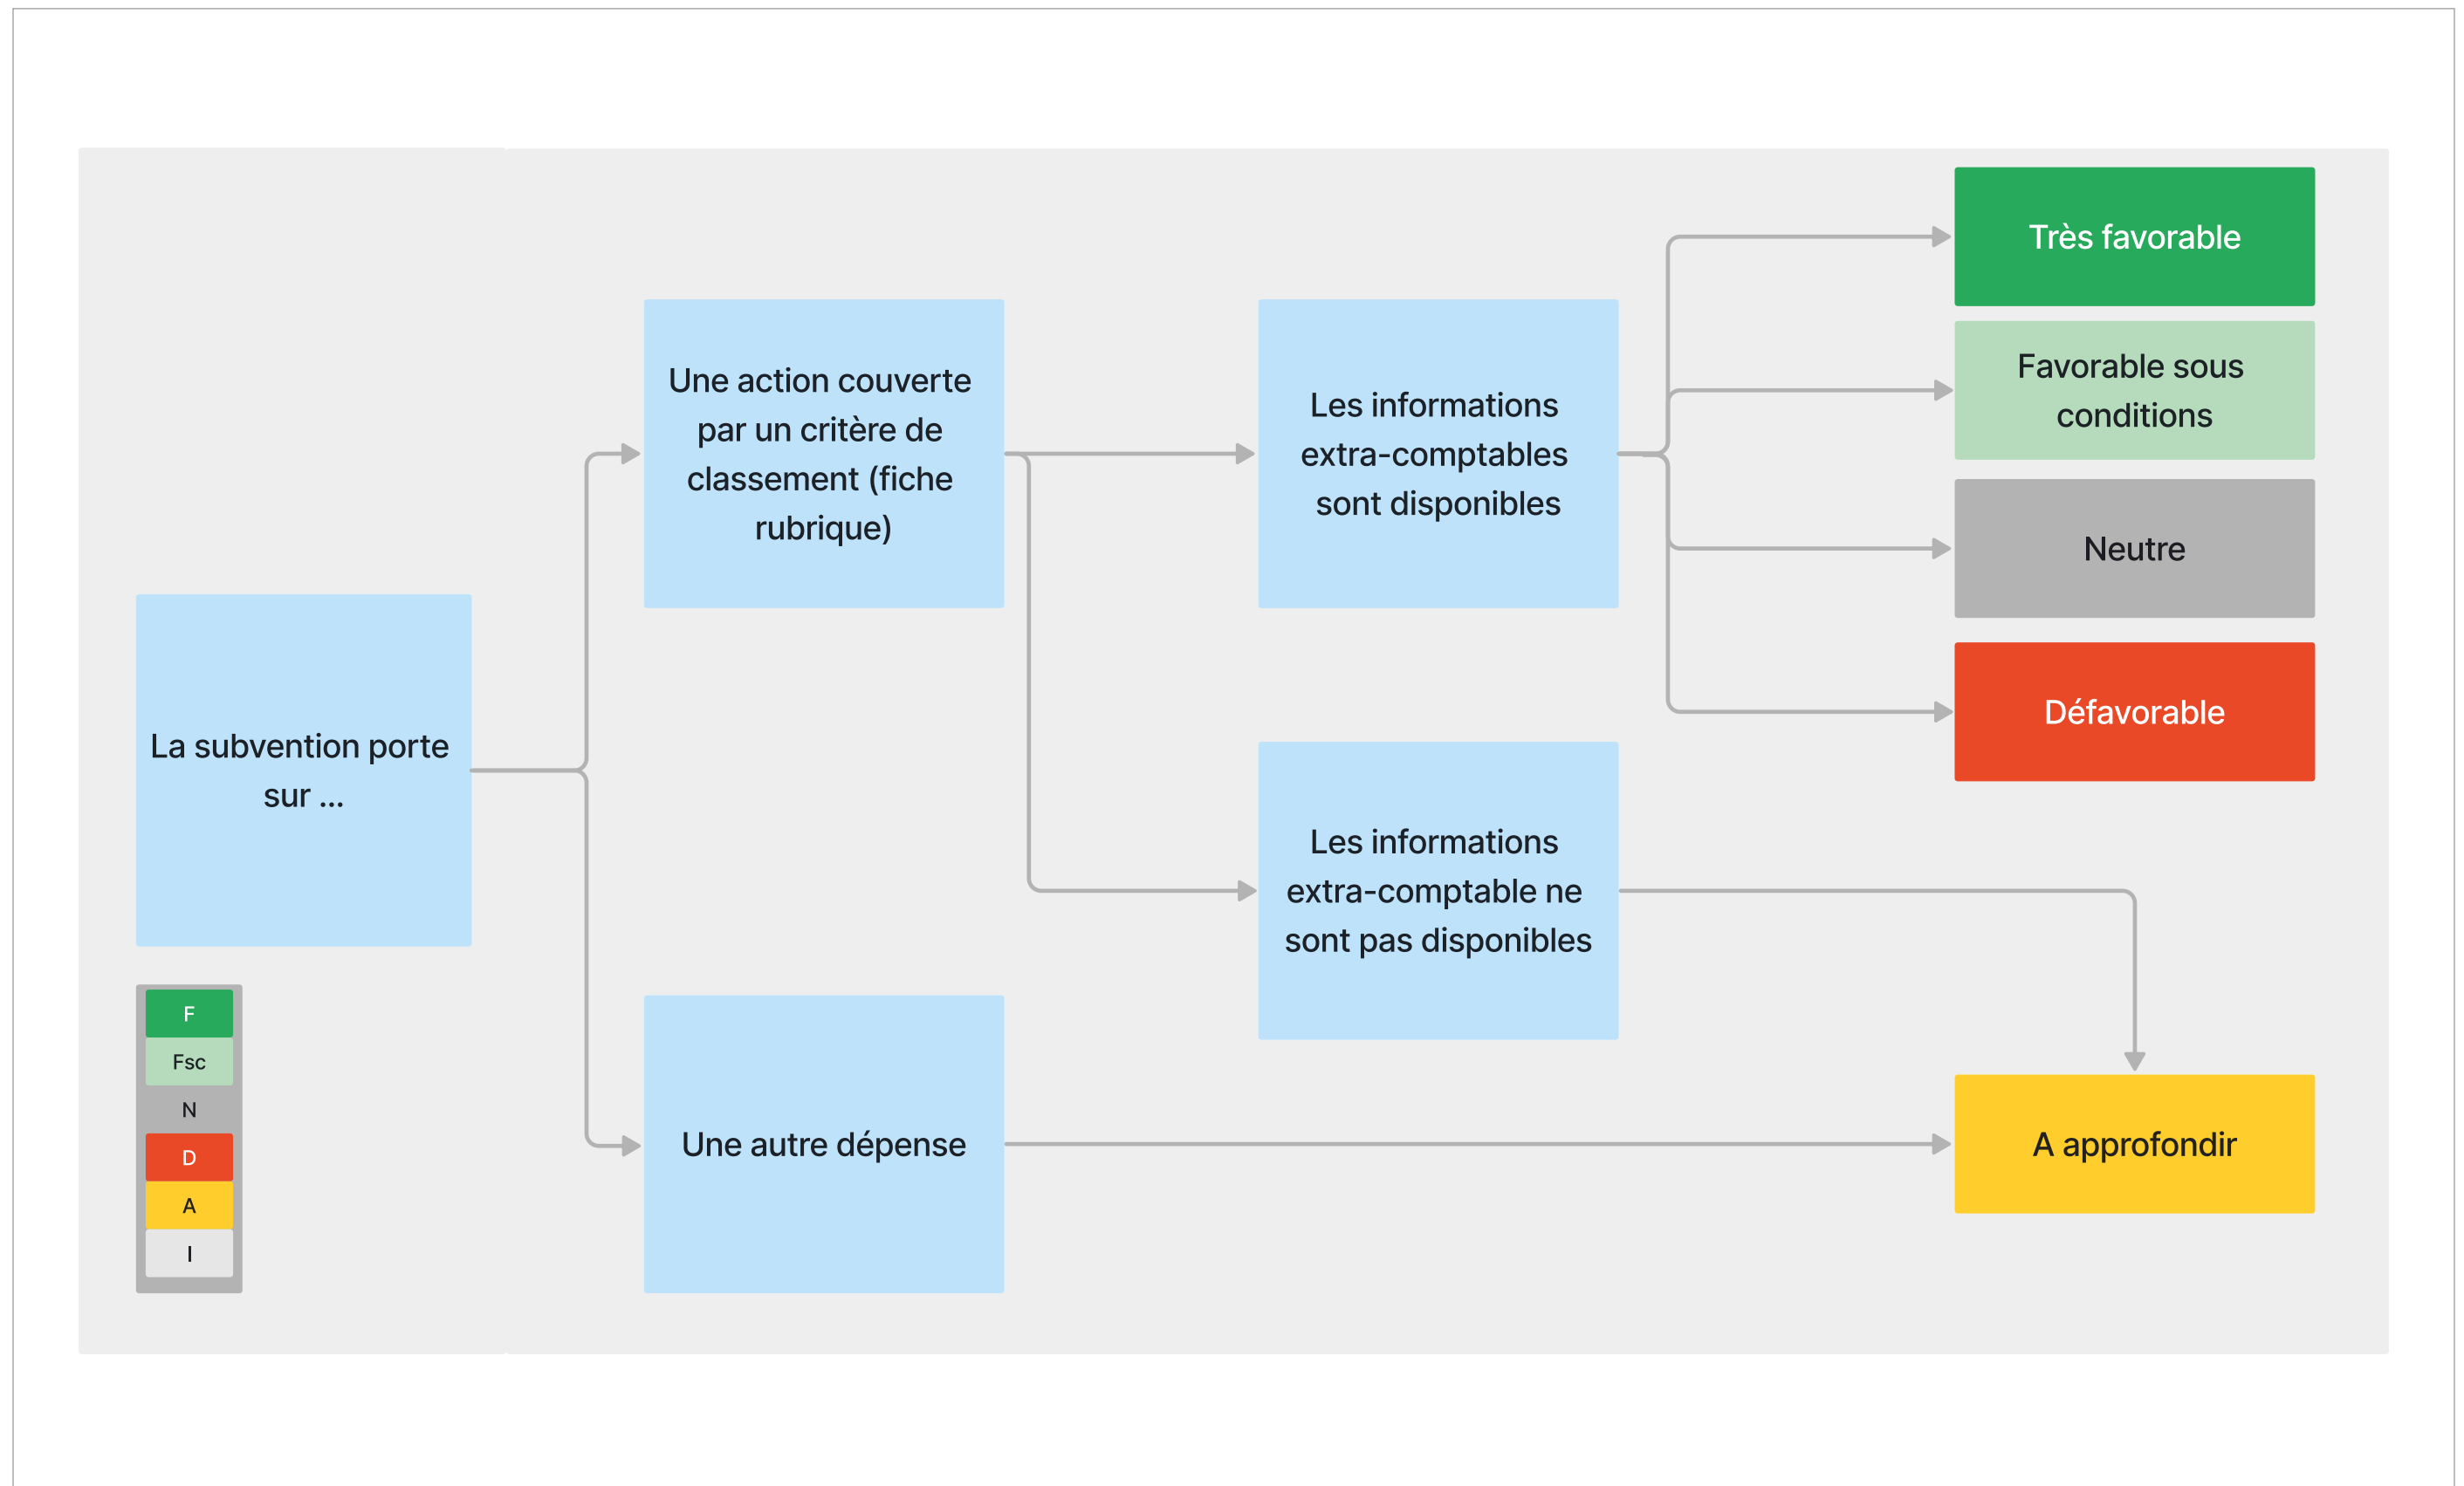 La subvention porte
sur ...
Une action couverte
par un critère de
classement (fiche
rubrique)
Une autre dépense
Les informations
extra-comptables
sont disponibles
Les informations
extra-comptable ne
sont pas disponibles
Très favorable
Favorable sous
conditions
Neutre
Défavorable
A approfondir
F
Fsc
N
D
A
I